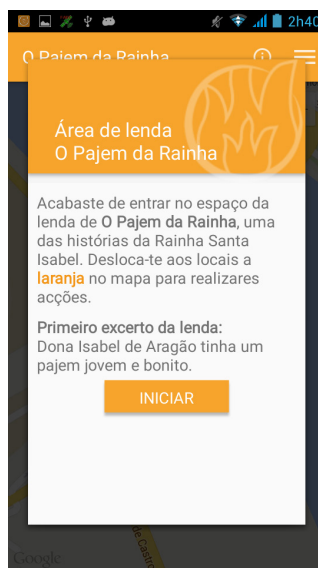 2h40
O Pajem da Rainha
Área de lenda
O Pajem da Rainha
Acabaste de entrar no espaço da
lenda de O Pajem da Rainha, uma
das histórias da Rainha Santa
Isabel. Desloca-te aos locais a
laranja no mapa para realizares
acções.
Primeiro excerto da lenda:
Dona Isabel de Aragão tinha um
pajem jovem e bonito.
INICIAR
de Castro
Google